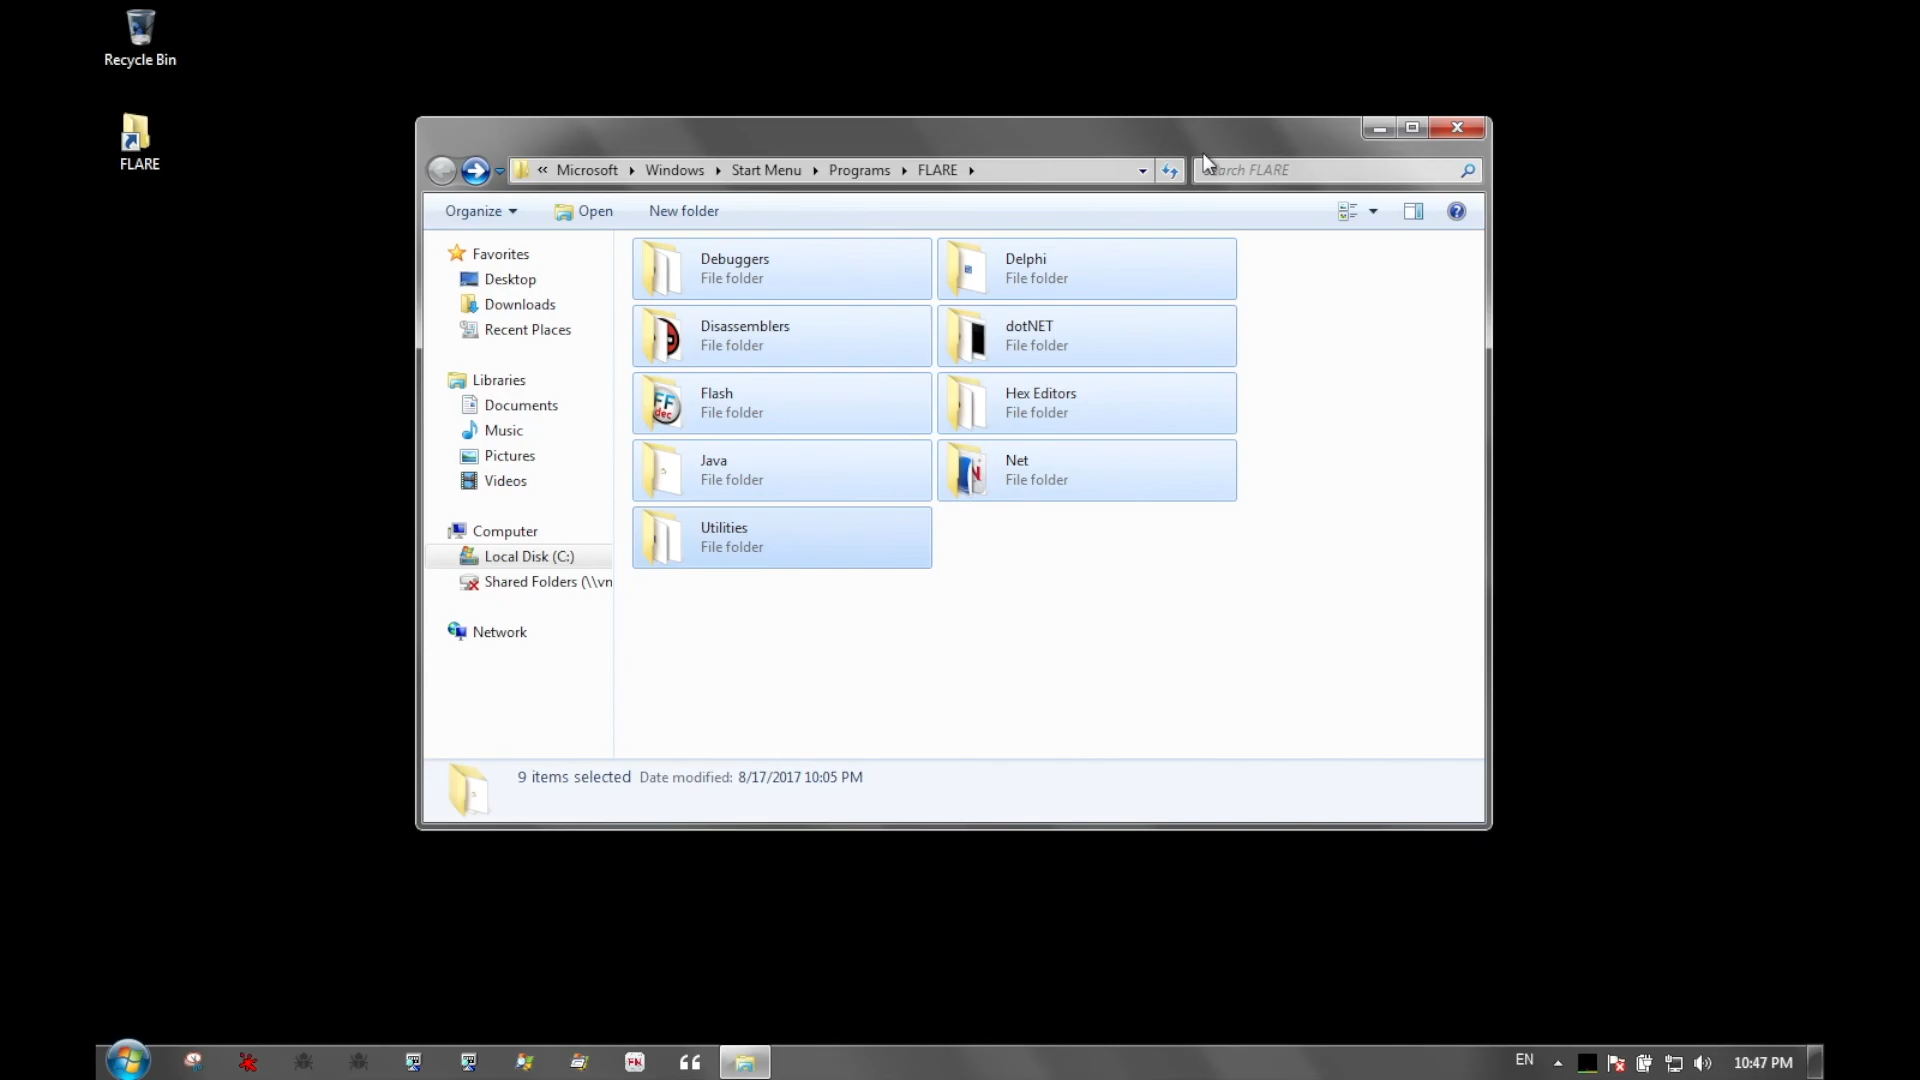 Recycle Bin
FLARE
« Microsoft Windows Start Menu Programs FLARE
arch FLARE
Organize Open New folder
Favorites
Desktop
Downloads
Recent Places
Libraries
Documents
Music
Pictures
Videos
Computer
Local Disk (C:)
Shared Folders (\\vn
Network
Debuggers
File folder
Delphi
File folder
Disassemblers
File folder
dotNET
File folder
Flash
File folder
Hex Editors
File folder
Java
File folder
Net
File folder
Utilities
File folder
9 items selected Date modified: 8/17/2017 10:05 PM
FN
EN
10:47 PM